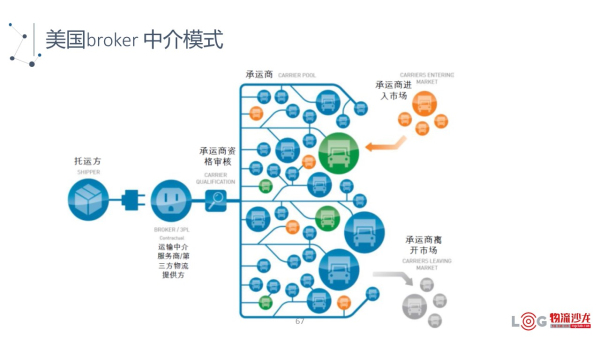 美国broker 中介模式
承运商 CARRIER POOL
承运商进
入市场
CARRIERS ENTERING
MARKET
托运方
SHIPPER
承运商资
格审核
CARRIER
QUALIFICATION
BROKER / 3PL
Contractual
运输中介
服务商/第
三方物流
提供方
承运商离
开市场
CARRIERS LEAVING
MARKET
67
LOG 物流沙龙